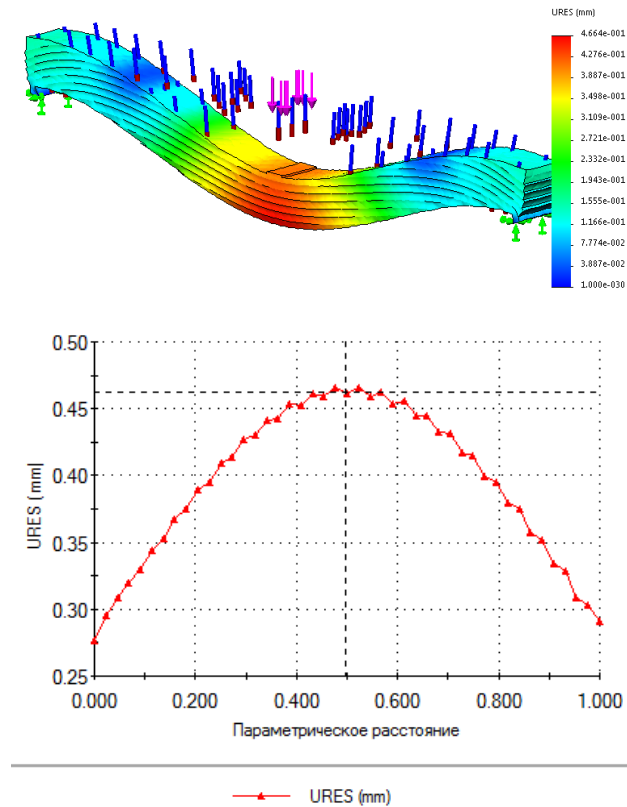 URES (mm)
4.664e-001
4.276e-001
3.887e-001
3.498e-001
3.109e-001
2.721e-001
2.332e-001
1.943e-001
1.555e-001
1.166e-001
7.774e-002
3.887e-002
1.000e-030
0.50
0.45
0.40
0.35
0.30
0.25
URES (mm)
0.000 0.200 0.400 0.600 0.800 1.000
Параметрическое расстояние
URES (mm)